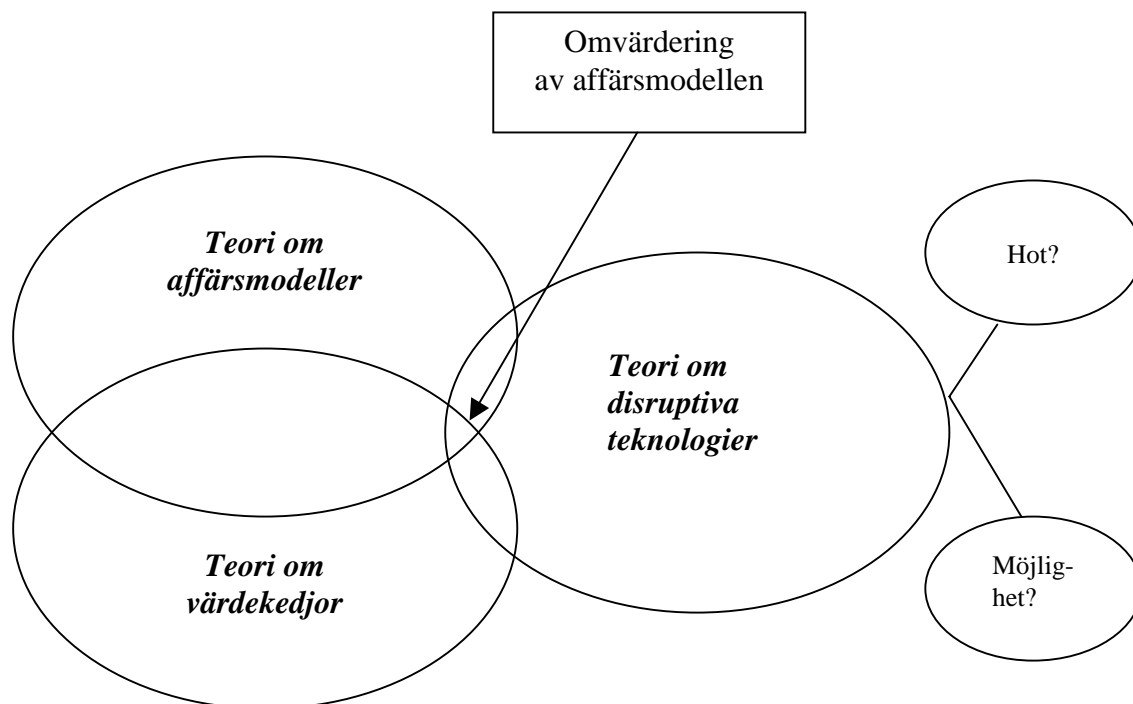 Omvärdering
av affärsmodellen
Teori om
affärsmodeller
Hot?
Teori om
disruptiva
teknologier
Teori om
värdekedjor
Möjlig-
het?